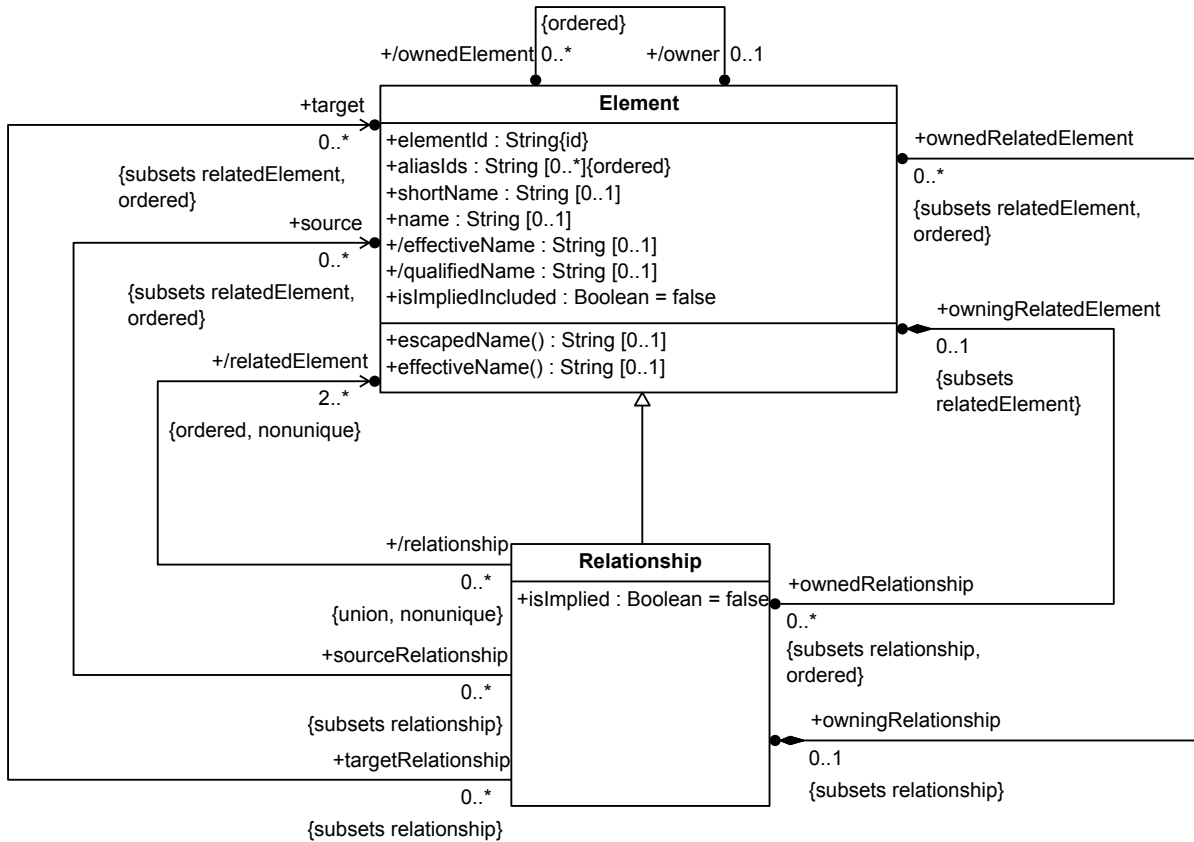 {ordered}
+/ownedElement 0..*
+/owner 0..1
Element
+elementId : String{id}
+aliasIds : String [0..*]{ordered}
+shortName : String [0..1]
+name : String [0..1]
+/effectiveName : String [0..1]
+/qualifiedName : String [0..1]
+isImpliedIncluded : Boolean = false
+escapedName() : String [0..1]
+effectiveName() : String [0..1]
+target
0..*
{subsets relatedElement,
ordered}
+source
0..*
{subsets relatedElement,
ordered}
+/relatedElement
2..*
{ordered, nonunique}
+ownedRelatedElement
0..*
{subsets relatedElement,
ordered}
+owningRelatedElement
0..1
{subsets
relatedElement}
+/relationship
0..*
{union, nonunique}
+sourceRelationship
0..*
{subsets relationship}
+targetRelationship
0..*
{subsets relationship}
Relationship
+isImplied : Boolean = false
+ownedRelationship
0..*
{subsets relationship,
ordered}
+owningRelationship
0..1
{subsets relationship}